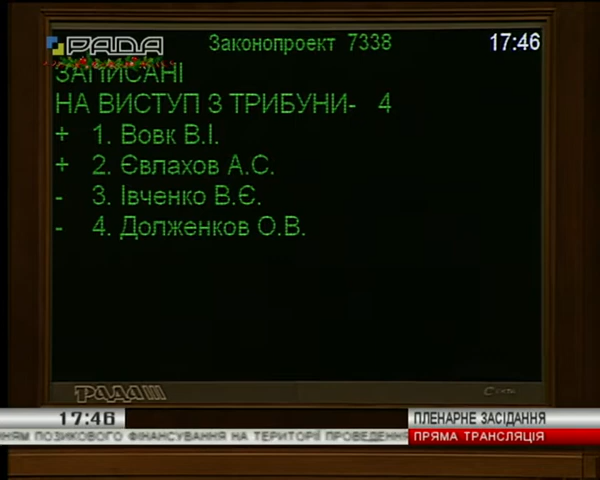 РАДА
Законопроект 7338 17:46
ЗАПИСАНІ
НА ВИСТУП З ТРИБУНИ- 4
+ 1. Вовк В.І.
+ 2. Євлахов А.С.
- 3. Івченко В.Є.
- 4. Долженков О.В.
РАДАІІІ
17:46
ПЛЕНАРНЕ ЗАСІДАННЯ
ПОЗИКОВОГО ФІНАНСУВАННЯ НА ТЕРИТОРІЇ ПРОВЕДЕННЯ
ПРЯМА ТРАНСЛЯЦІЯ